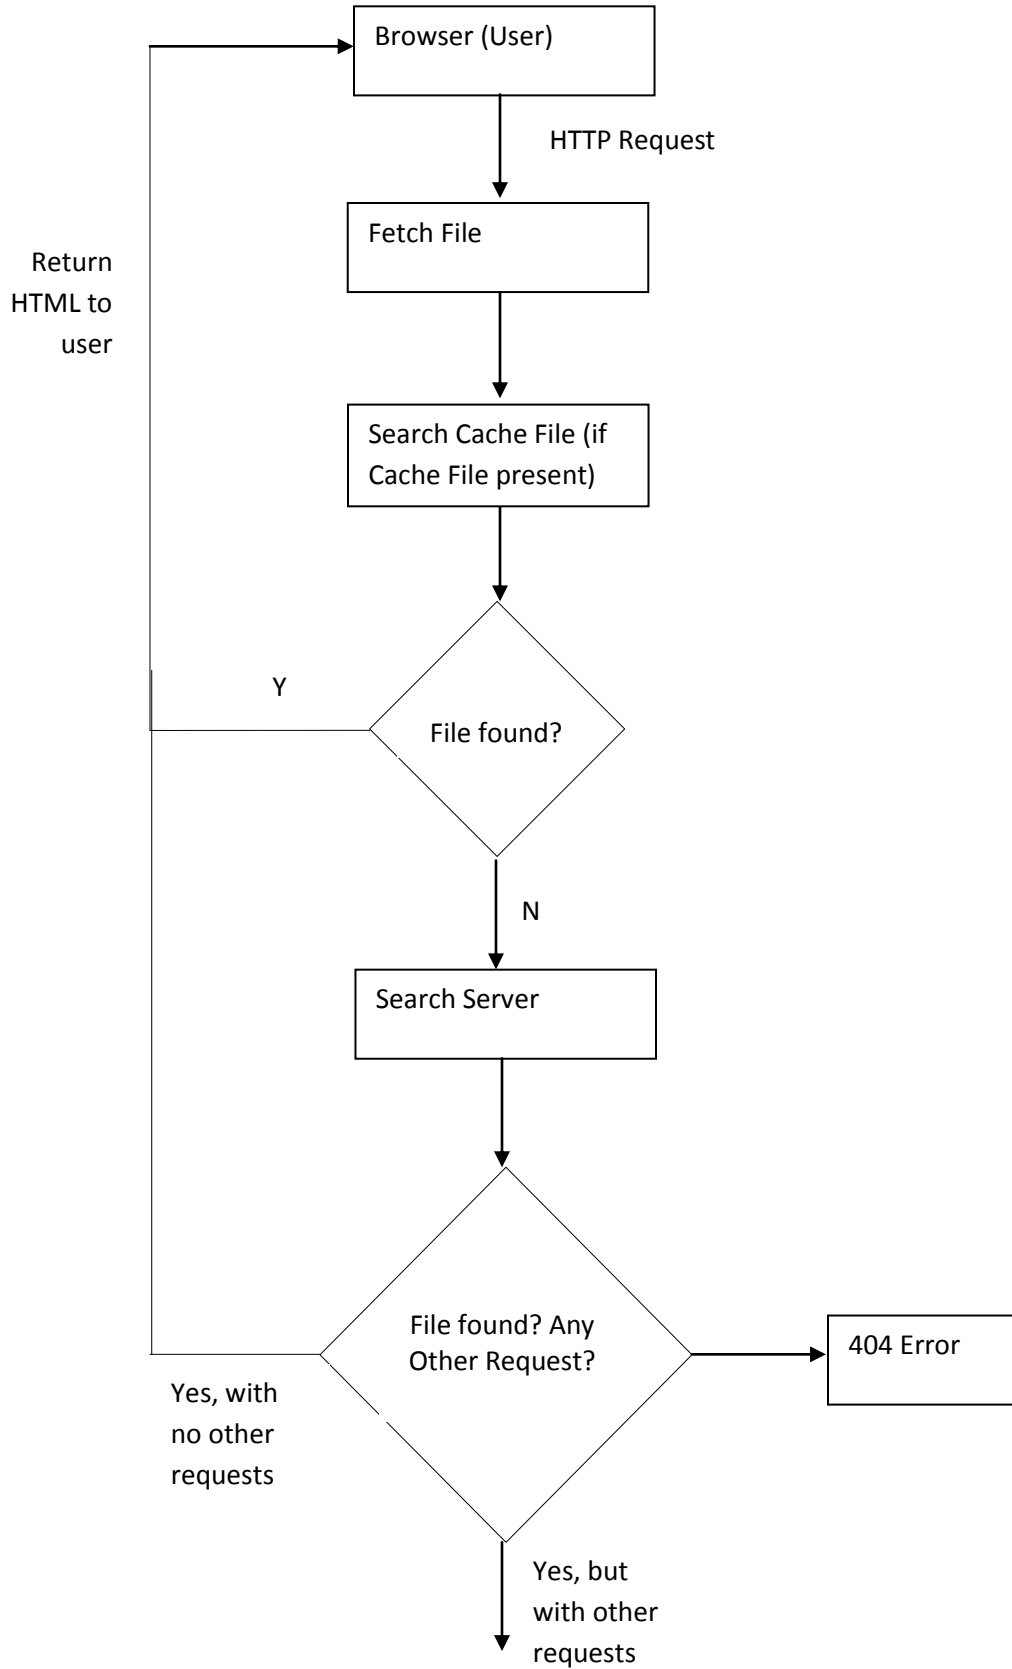 Browser (User)
HTTP Request
Fetch File
Return
HTML to
user
Search Cache File (if
Cache File present)
Y
File found?
N
Search Server
File found? Any
Other Request?
404 Error
Yes, with
no other
requests
Yes, but
with other
requests